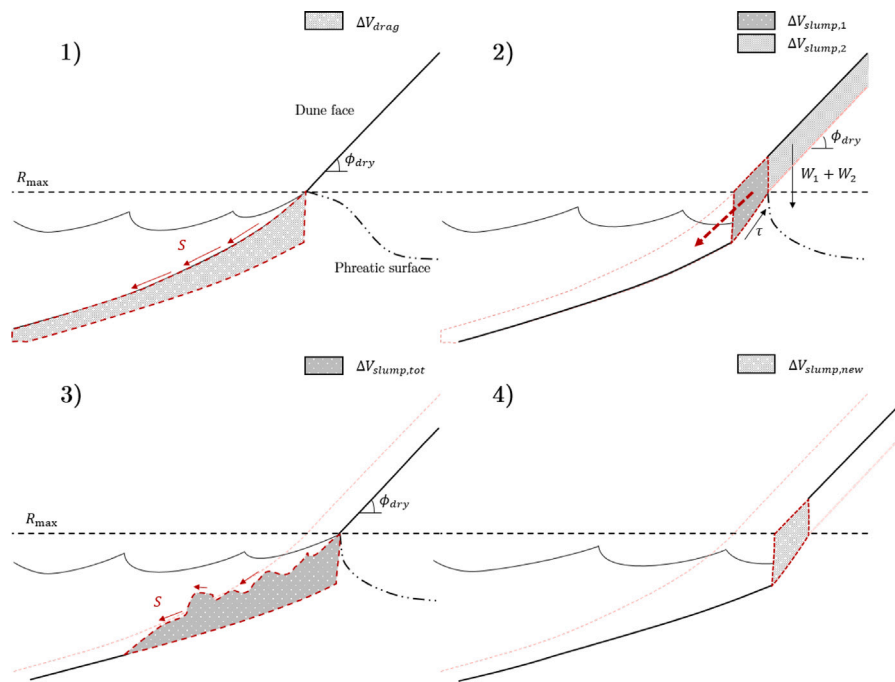 ΔV_drag
1)
Dune face
ϕ_dry
R_max
S
Phreatic surface
ΔV_slump,1
ΔV_slump,2
2)
ϕ_dry
W_1 + W_2
τ
ΔV_slump,tot
3)
ϕ_dry
R_max
S
ΔV_slump,new
4)